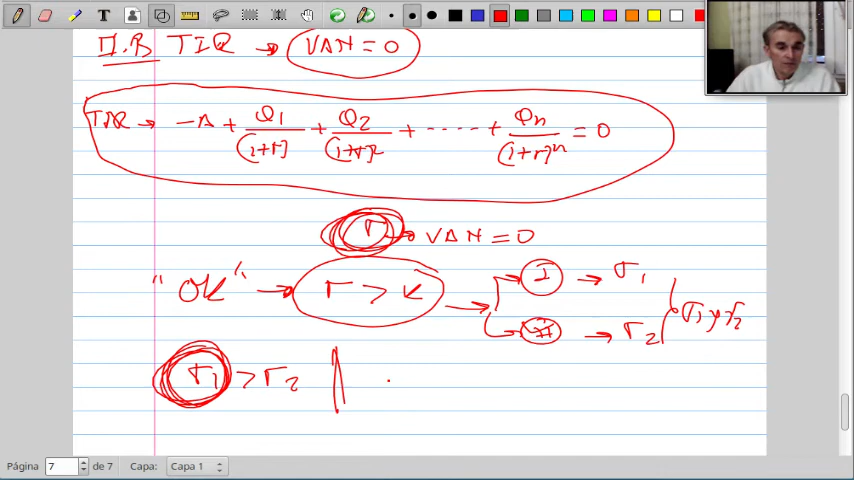 II.B TIR → VAN = 0
TIR → -A + Q1/(1+r) + Q2/(1+r)² + ····· + Qn/(1+r)^n = 0
r → VAN = 0
"OK" → r > K → I → r1
II → r2
r1 y r2
r1 > r2
Página 7 de 7 Capa: Capa 1